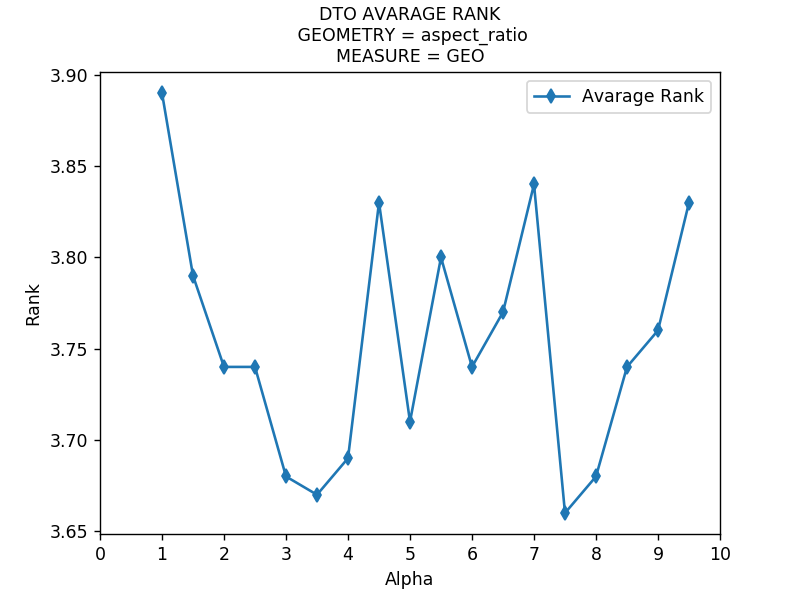 DTO AVARAGE RANK
GEOMETRY = aspect_ratio
MEASURE = GEO
Avarage Rank
3.90
3.85
3.80
3.75
3.70
3.65
Rank
0 1 2 3 4 5 6 7 8 9 10
Alpha